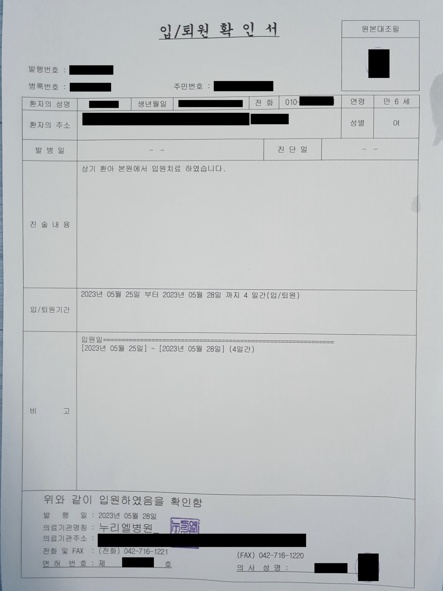 입/퇴원 확 인 서
원본대조필
발행번호 :
병록번호 : 주민번호 :
환자의 성명 생년월일 전 화 010- 연령 만 6 세
환자의 주소 성별 여
발 병 일 - - 진 단 일 - -
진 술 내 용 상기 환아 본원에서 입원치료 하였습니다.
입/퇴원기간 2023년 05월 25일 부터 2023년 05월 28일 까지 4 일간(입/퇴원)
입원일==========================================================
[2023년 05월 25일] ~ [2023년 05월 28일] (4일간)
비 고
위와 같이 입원하였음을 확인함
발 행 일 : 2023년 05월 28일
의료기관명칭 : 누리엘병원
의료기관주소 :
전화 및 FAX : (전화) 042-716-1221 (FAX) 042-716-1220
면 허 번 호 : 제 호 의 사 성 명 :